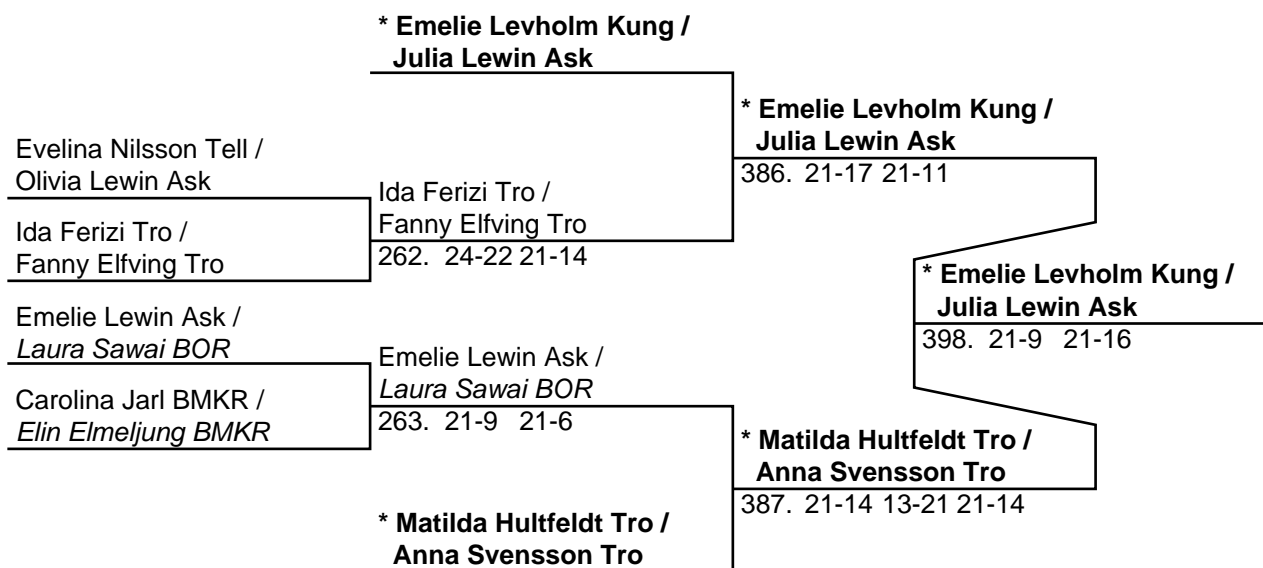 * Emelie Levholm Kung /
Julia Lewin Ask
Evelina Nilsson Tell /
Olivia Lewin Ask
Ida Ferizi Tro /
Fanny Elfving Tro
Emelie Lewin Ask /
Laura Sawai BOR
Carolina Jarl BMKR /
Elin Elmeljung BMKR
Ida Ferizi Tro /
Fanny Elfving Tro
262. 24-22 21-14
Emelie Lewin Ask /
Laura Sawai BOR
263. 21-9 21-6
* Matilda Hultfeldt Tro /
Anna Svensson Tro
* Emelie Levholm Kung /
Julia Lewin Ask
386. 21-17 21-11
* Matilda Hultfeldt Tro /
Anna Svensson Tro
387. 21-14 13-21 21-14
* Emelie Levholm Kung /
Julia Lewin Ask
398. 21-9 21-16